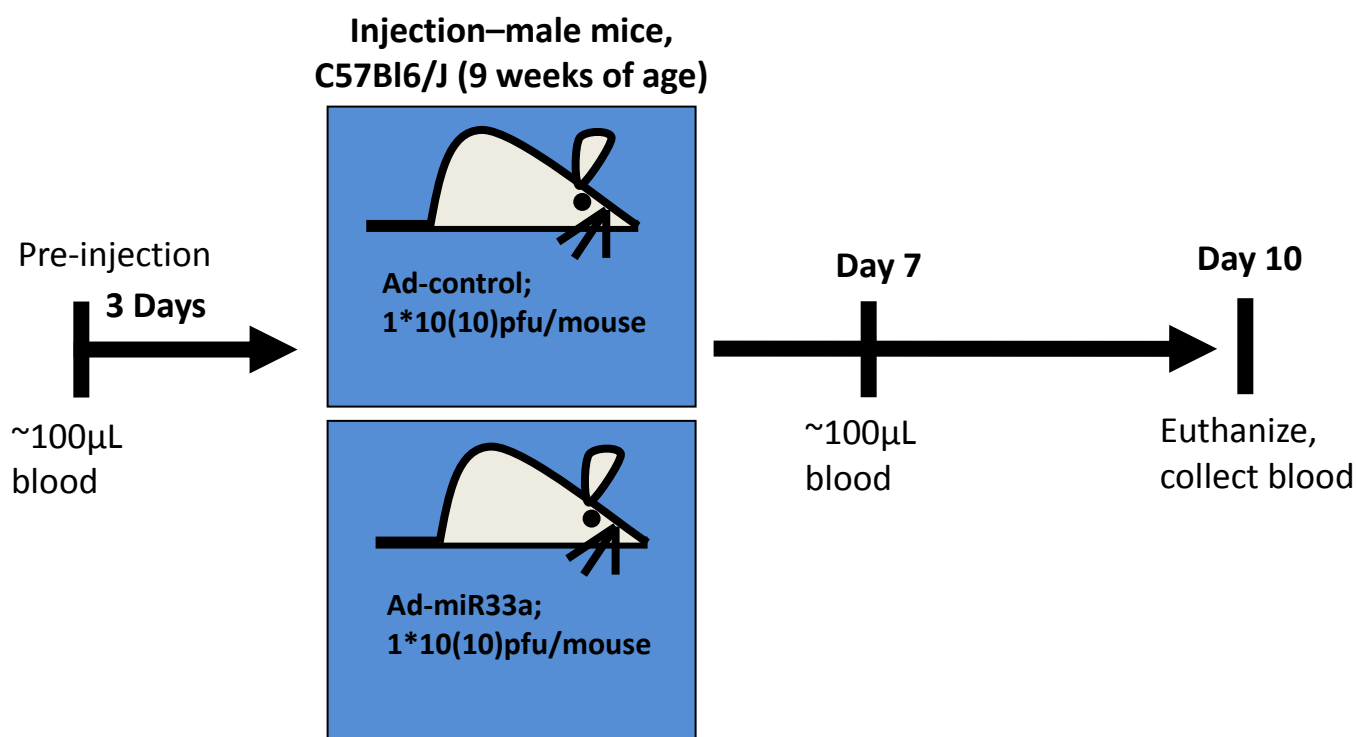 Injection–male mice,
C57Bl6/J (9 weeks of age)
Pre-injection
3 Days
~100µL
blood
Ad-control;
1*10(10)pfu/mouse
Ad-miR33a;
1*10(10)pfu/mouse
Day 7
~100µL
blood
Day 10
Euthanize,
collect blood